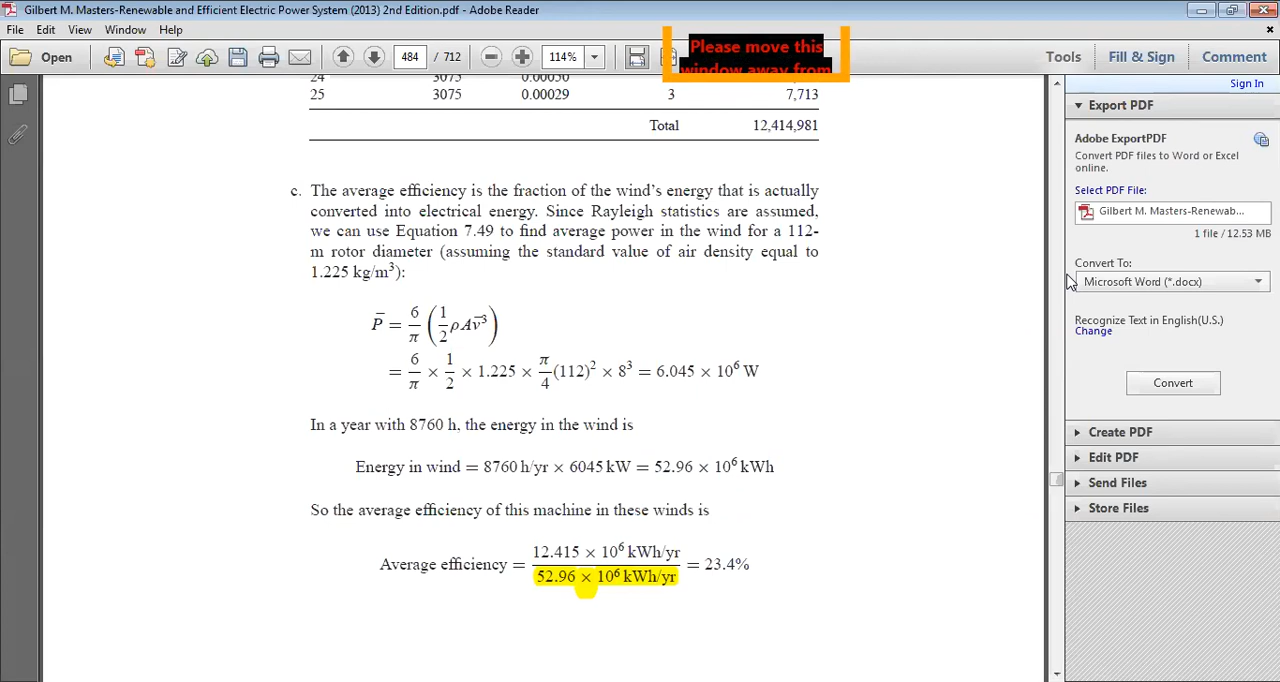 Gilbert M. Masters-Renewable and Efficient Electric Power System (2013) 2nd Edition.pdf - Adobe Reader
File Edit View Window Help
Open 484 / 712 114% Tools Fill & Sign Comment
Please move this
window away from
Sign In
24 3075 0.00050
25 3075 0.00029 3 7,713
Total 12,414,981
c. The average efficiency is the fraction of the wind's energy that is actually
converted into electrical energy. Since Rayleigh statistics are assumed,
we can use Equation 7.49 to find average power in the wind for a 112-
m rotor diameter (assuming the standard value of air density equal to
1.225 kg/m³):
P̄ = 6/π (1/2 ρAv̄³)
= 6/π × 1/2 × 1.225 × π/4 (112)² × 8³ = 6.045 × 10⁶ W
In a year with 8760 h, the energy in the wind is
Energy in wind = 8760 h/yr × 6045 kW = 52.96 × 10⁶ kWh
So the average efficiency of this machine in these winds is
Average efficiency = 12.415 × 10⁶ kWh/yr / 52.96 × 10⁶ kWh/yr = 23.4%
Export PDF
Adobe ExportPDF
Convert PDF files to Word or Excel
online.
Select PDF File:
Gilbert M. Masters-Renewab...
1 file / 12.53 MB
Convert To:
Microsoft Word (*.docx)
Recognize Text in English(U.S.)
Change
Convert
Create PDF
Edit PDF
Send Files
Store Files